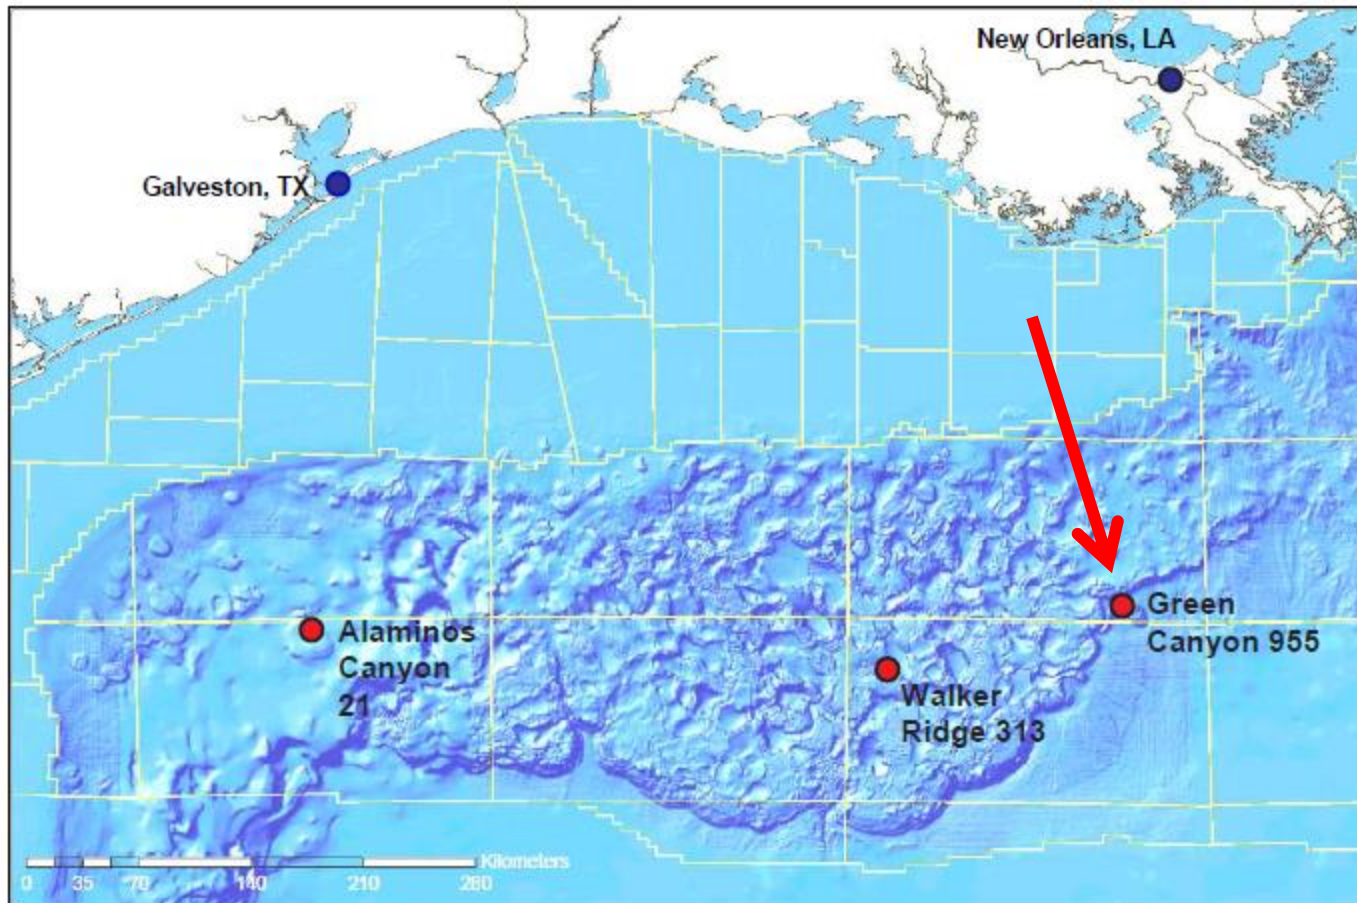 New Orleans, LA
Galveston, TX
Green
Canyon 955
Alaminos
Canyon
21
Walker
Ridge 313
Kilometers
0 35 70 140 210 280